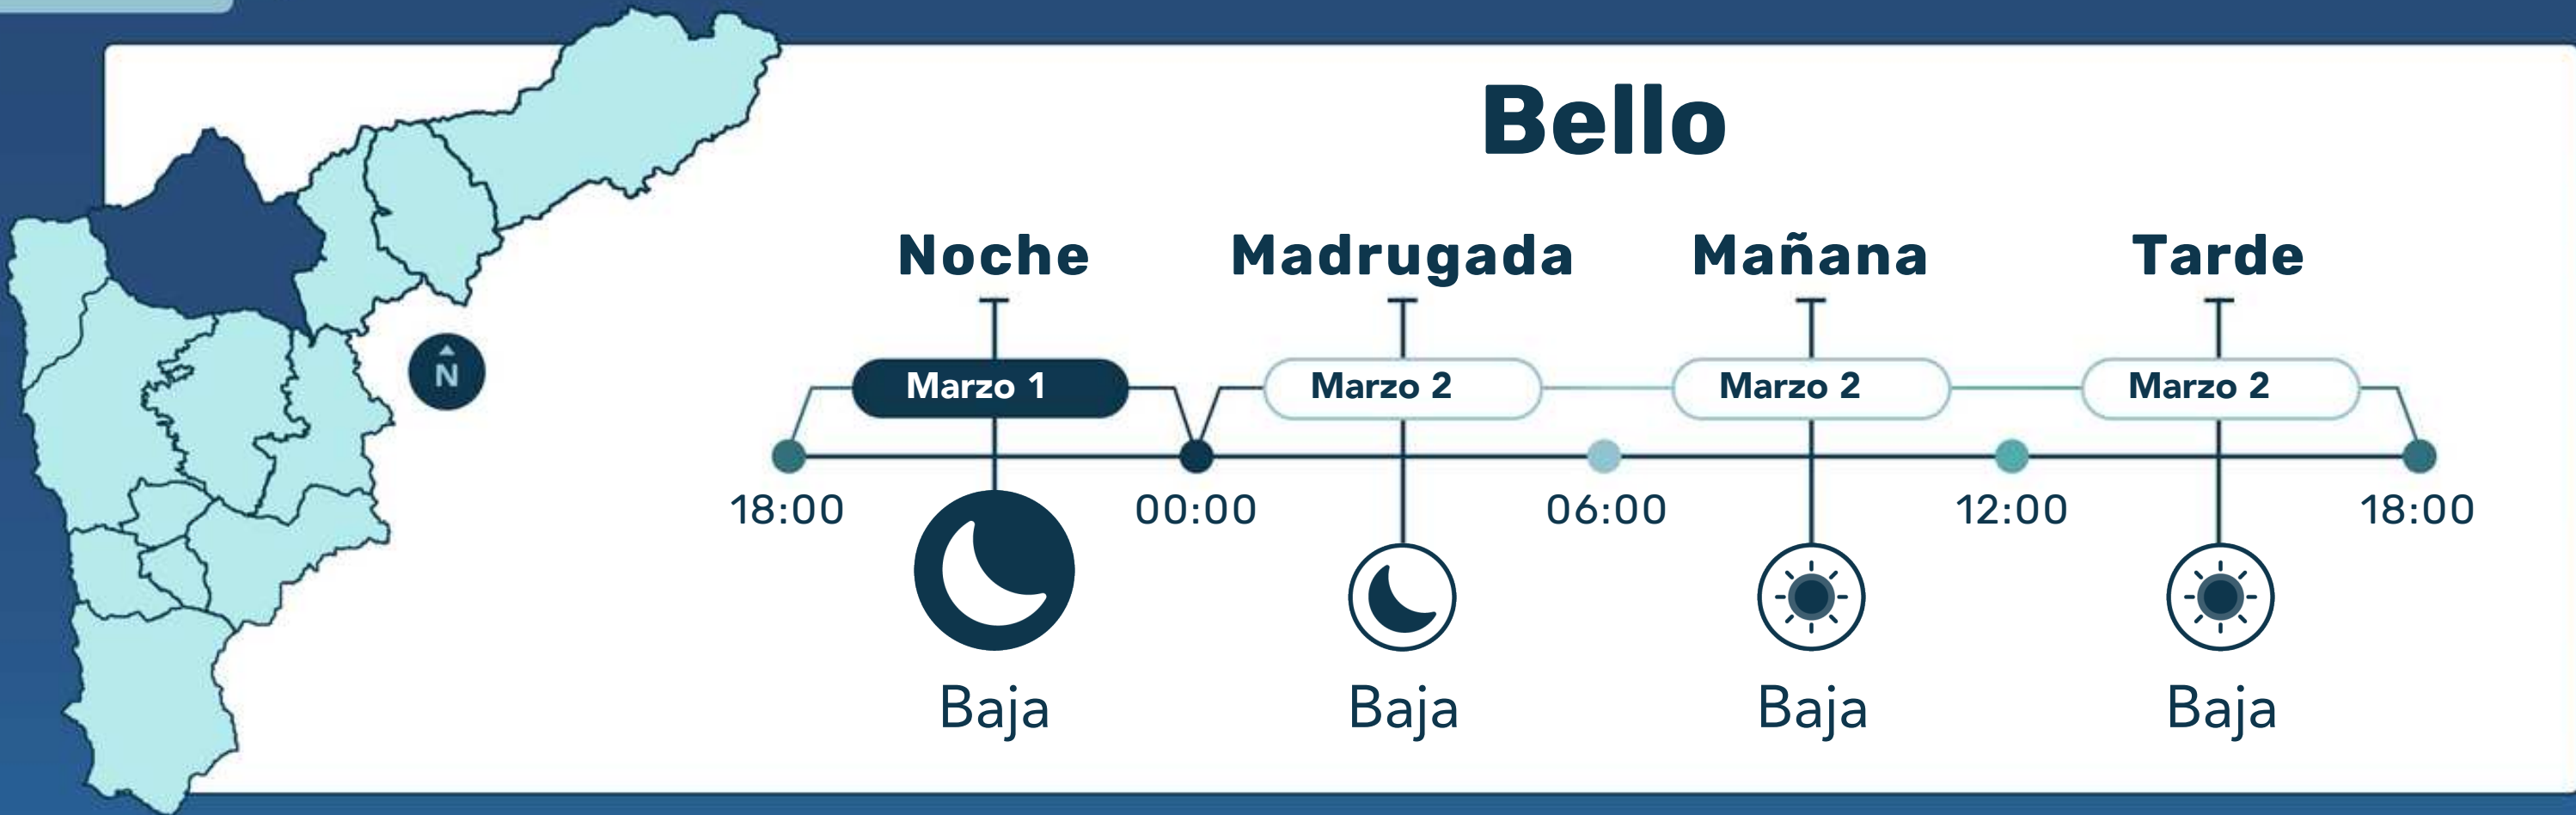 Bello
Noche Madrugada Mañana Tarde
Marzo 1 Marzo 2 Marzo 2 Marzo 2
N
18:00 00:00 06:00 12:00 18:00
Baja Baja Baja Baja